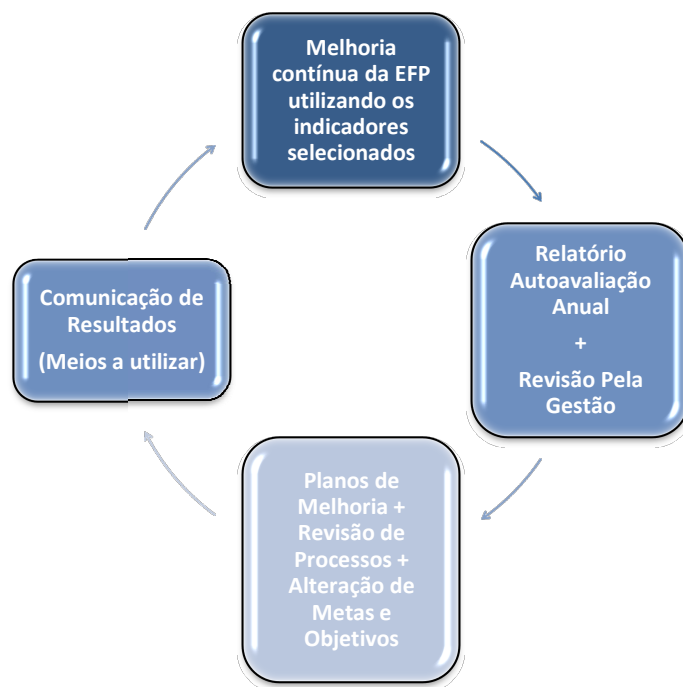 Melhoria
contínua da EFP
utilizando os
indicadores
selecionados
Relatório
Autoavaliação
Anual
+
Revisão Pela
Gestão
Planos de
Melhoria +
Revisão de
Processos +
Alteração de
Metas e
Objetivos
Comunicação de
Resultados
(Meios a utilizar)